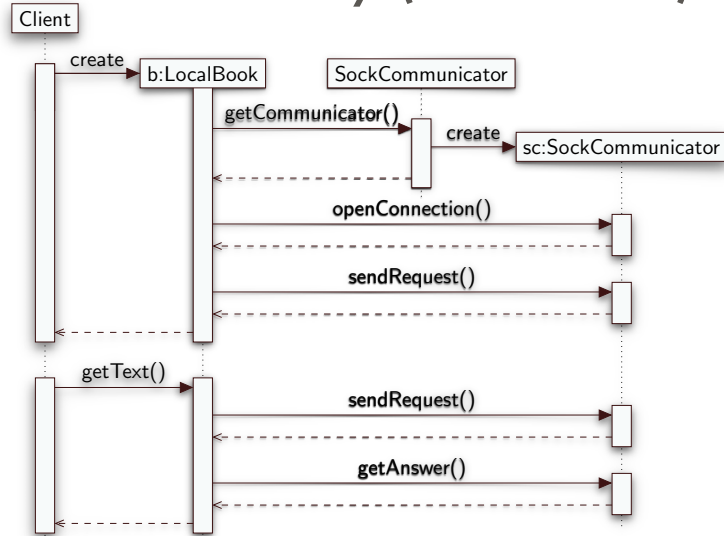 Client
create
b:LocalBook
SockCommunicator
getCommunicator()
create
sc:SockCommunicator
openConnection()
sendRequest()
getText()
sendRequest()
getAnswer()